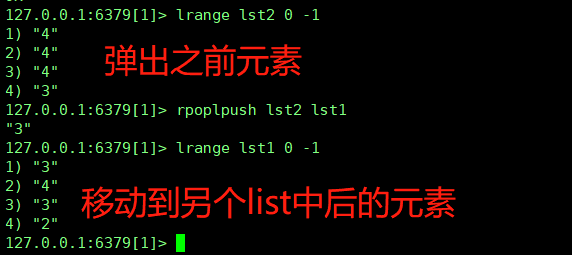 127.0.0.1:6379[1]> lrange lst2 0 -1
1) "4"
2) "4"
3) "4"
4) "3"
弹出之前元素
127.0.0.1:6379[1]> rpoplpush lst2 lst1
"3"
127.0.0.1:6379[1]> lrange lst1 0 -1
1) "3"
2) "4"
3) "3"
4) "2"
移动到另个list中后的元素
127.0.0.1:6379[1]>